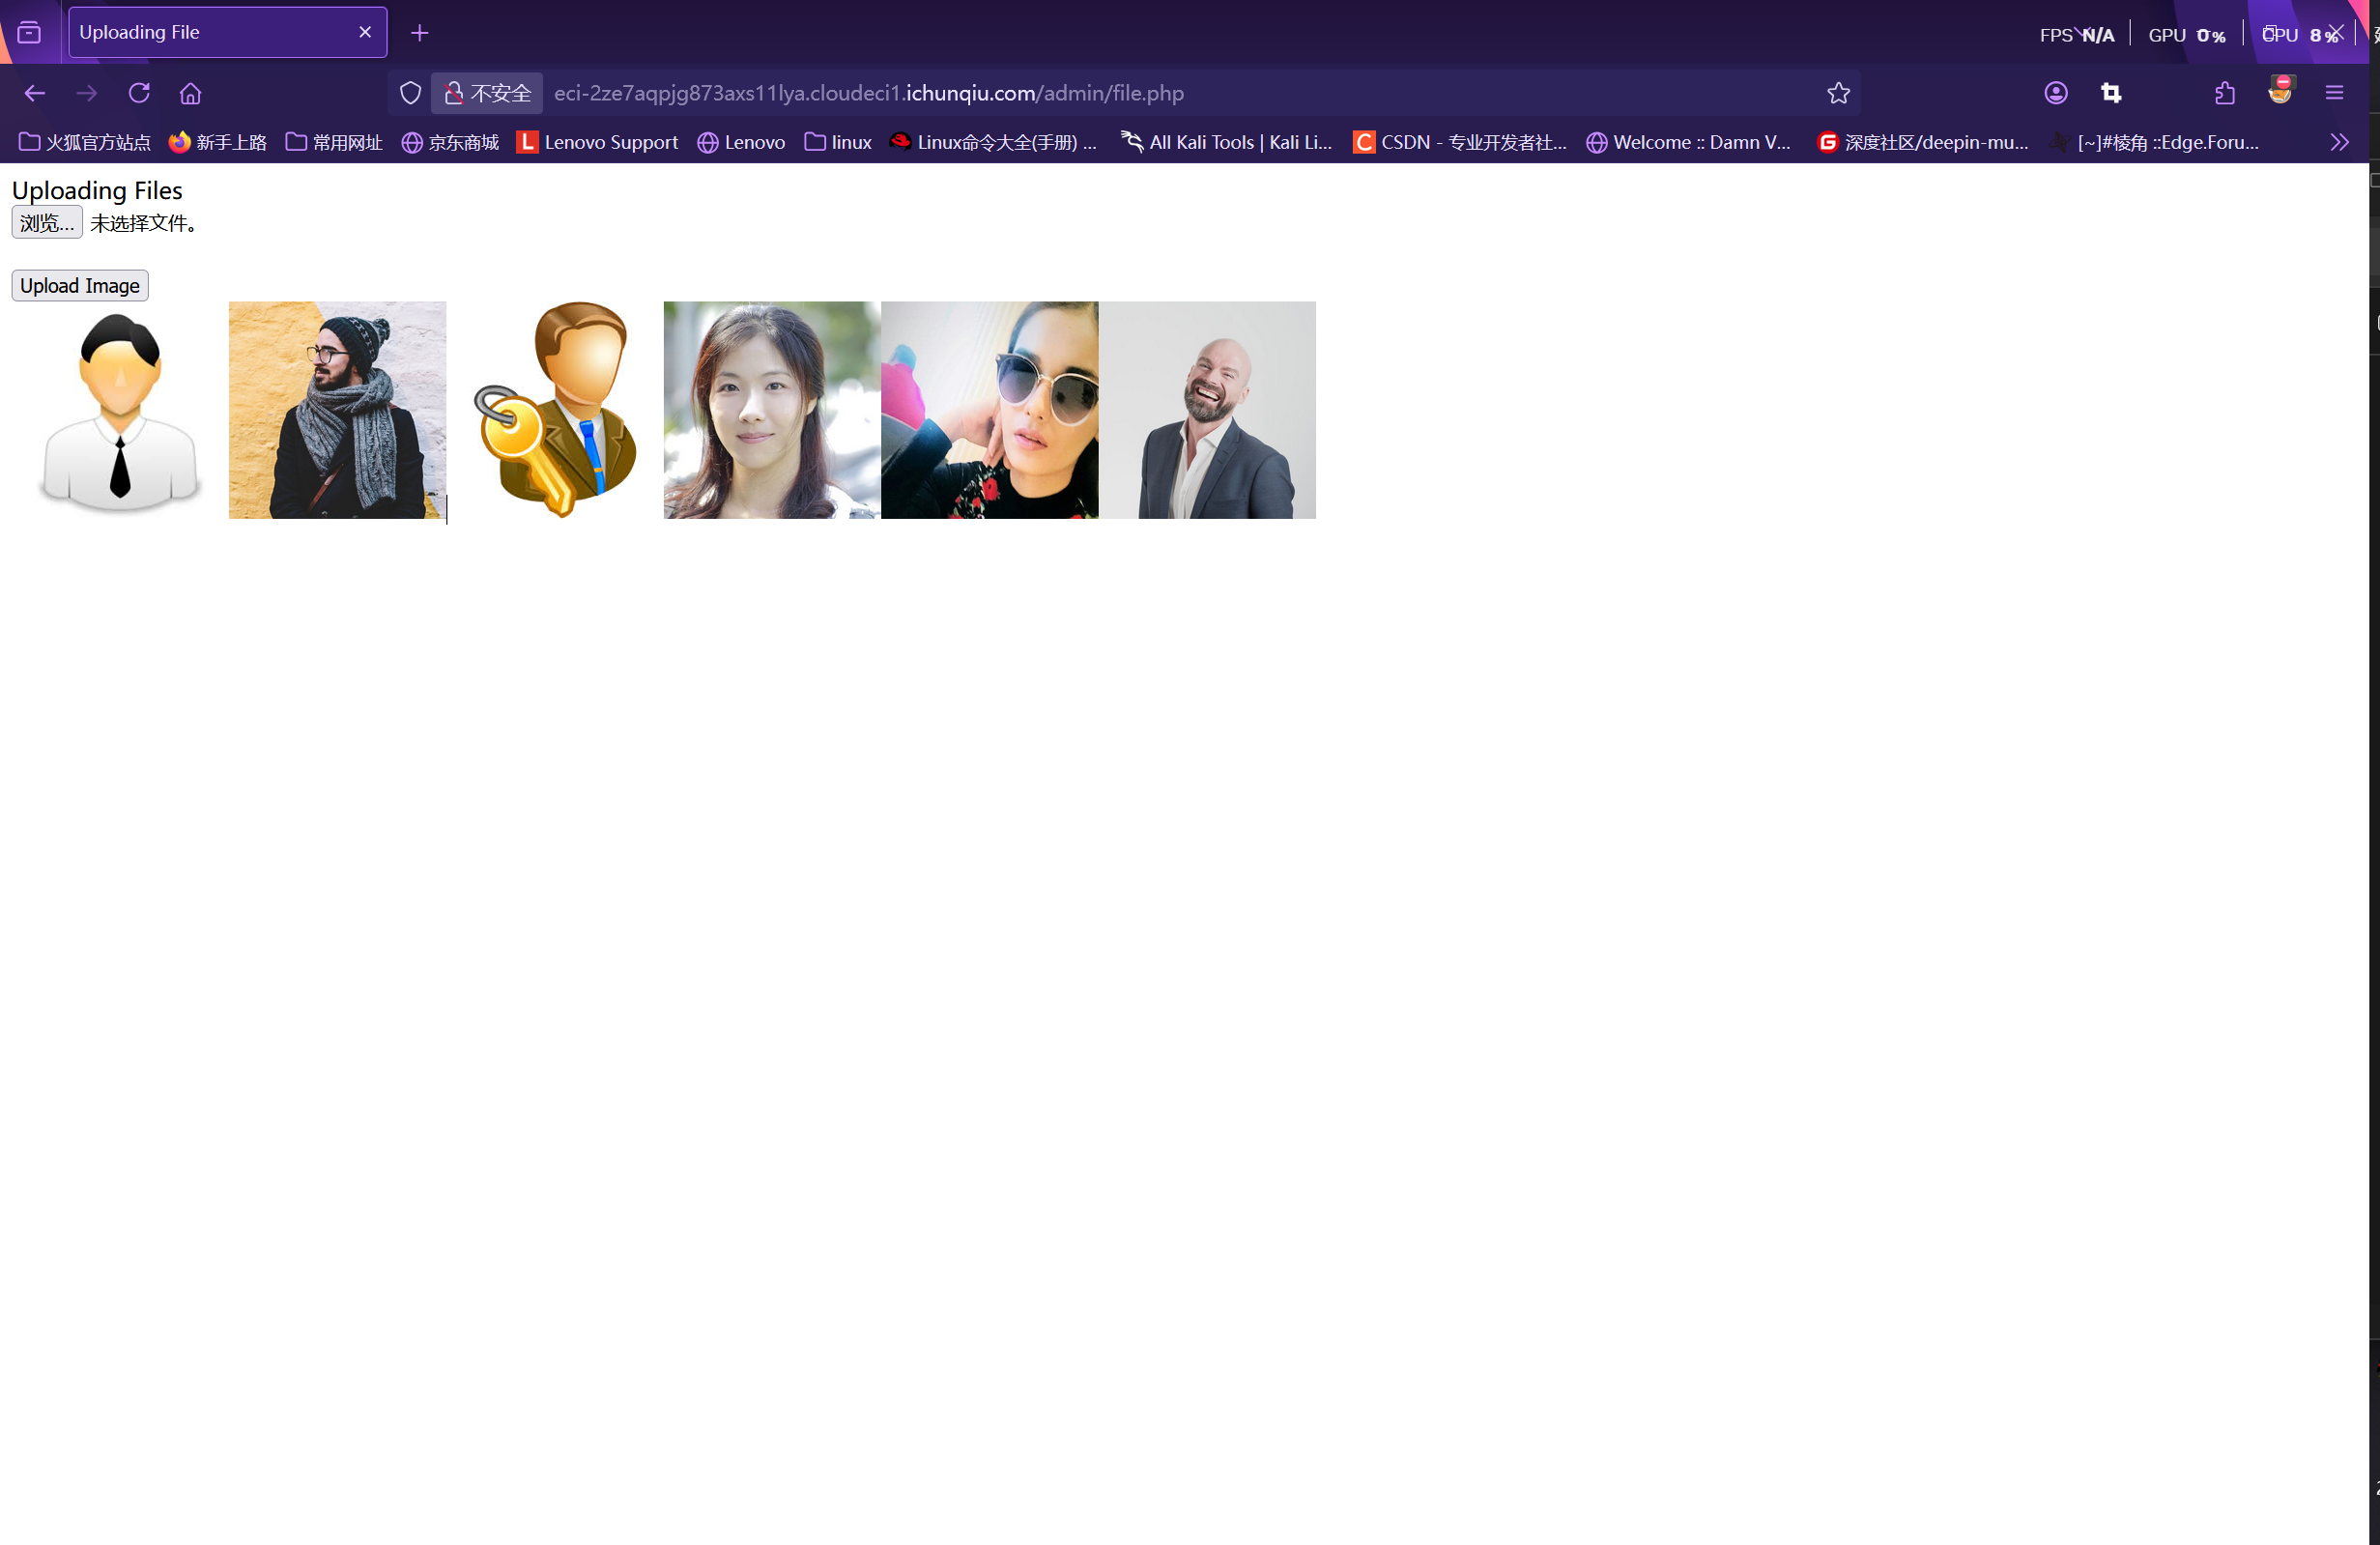 Uploading File
FPS N/A GPU 0% CPU 8%
不安全 eci-2ze7aqpjg873axs11lya.cloudeci1.ichunqiu.com/admin/file.php
火狐官方站点 新手上路 常用网址 京东商城 Lenovo Support Lenovo linux Linux命令大全(手册) ... All Kali Tools | Kali Li... CSDN - 专业开发者社... Welcome :: Damn V... 深度社区/deepin-mu... [~]#棱角 ::Edge.Foru...
Uploading Files
浏览... 未选择文件。
Upload Image